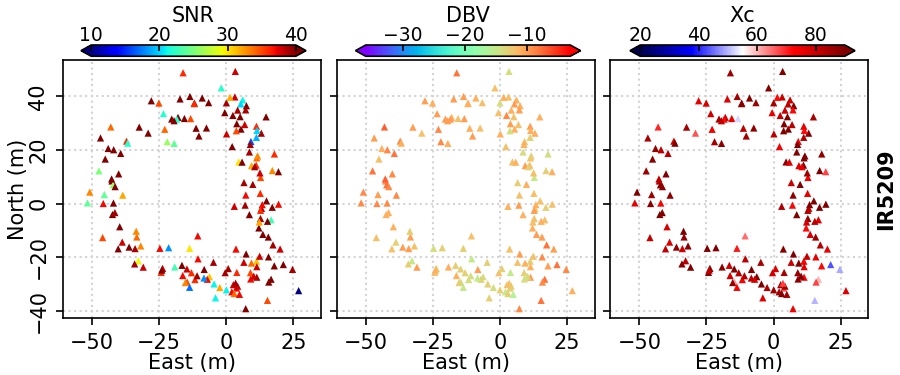 SNR DBV Xc
10 20 30 40 −30 −20 −10 20 40 60 80
North (m)
40
20
0
−20
−40
IR5209
−50 −25 0 25 −50 −25 0 25 −50 −25 0 25
East (m) East (m) East (m)